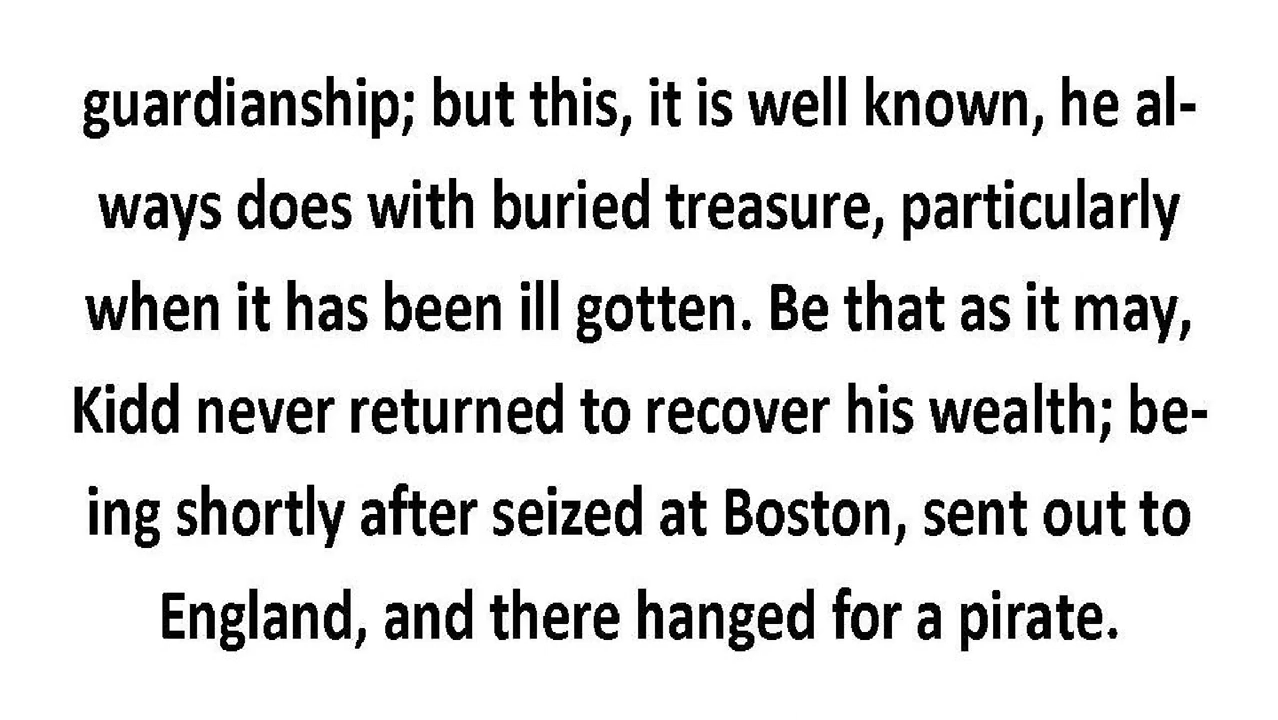 guardianship; but this, it is well known, he al-
ways does with buried treasure, particularly
when it has been ill gotten. Be that as it may,
Kidd never returned to recover his wealth; be-
ing shortly after seized at Boston, sent out to
England, and there hanged for a pirate.